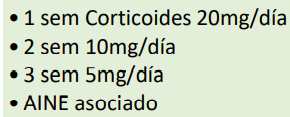 • 1 sem Corticoides 20mg/día
• 2 sem 10mg/día
• 3 sem 5mg/día
• AINE asociado